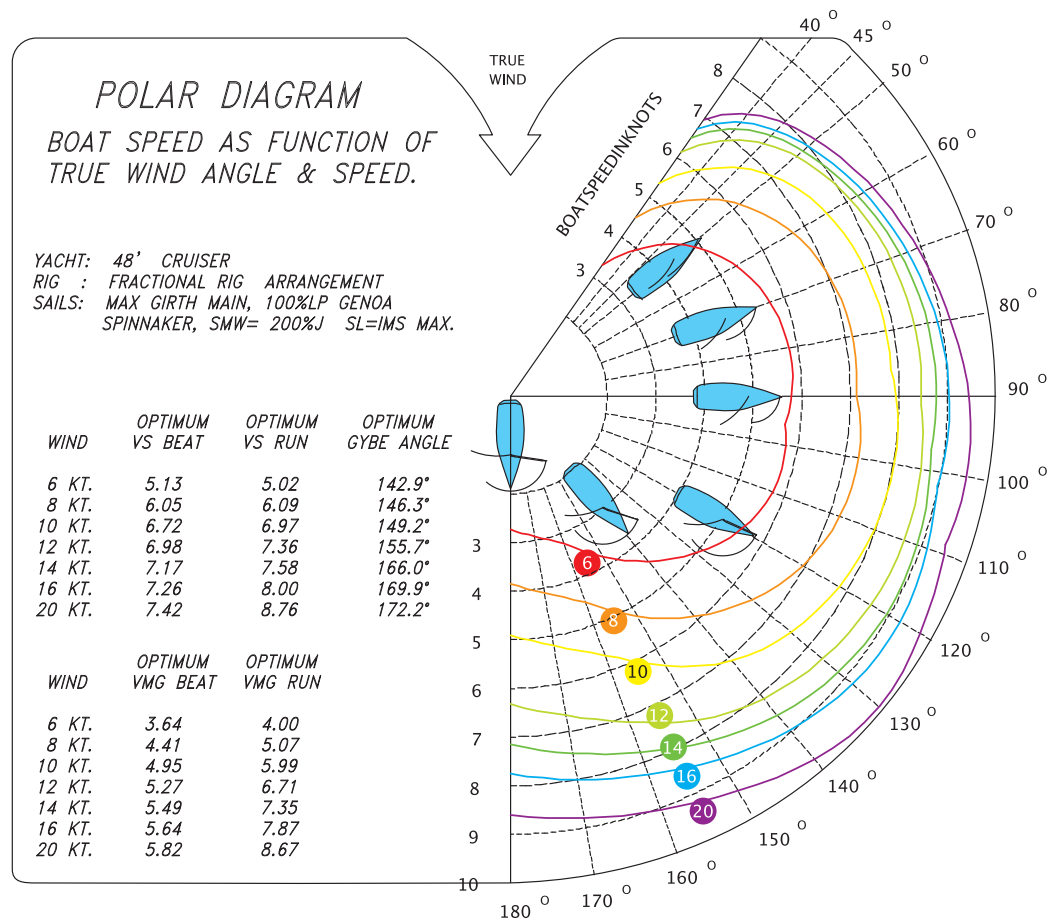 TRUE
WIND
POLAR DIAGRAM
BOAT SPEED AS FUNCTION OF
TRUE WIND ANGLE & SPEED.
YACHT: 48' CRUISER
RIG : FRACTIONAL RIG ARRANGEMENT
SAILS: MAX GIRTH MAIN, 100%LP GENOA
SPINNAKER, SMW= 200%J SL=IMS MAX.
OPTIMUM OPTIMUM OPTIMUM
WIND VS BEAT VS RUN GYBE ANGLE
6 KT. 5.13 5.02 142.9°
8 KT. 6.05 6.09 146.3°
10 KT. 6.72 6.97 149.2°
12 KT. 6.98 7.36 155.7°
14 KT. 7.17 7.58 166.0°
16 KT. 7.26 8.00 169.9°
20 KT. 7.42 8.76 172.2°
OPTIMUM OPTIMUM
WIND VMG BEAT VMG RUN
6 KT. 3.64 4.00
8 KT. 4.41 5.07
10 KT. 4.95 5.99
12 KT. 5.27 6.71
14 KT. 5.49 7.35
16 KT. 5.64 7.87
20 KT. 5.82 8.67
BOATSPEEDINKNOTS
8
7
6
5
4
3
40 O
45 O
50 O
60 O
70 O
80 O
90 O
100 O
110 O
120 O
130 O
140 O
150 O
160 O
170 O
180 O
3
4
5
6
7
8
9
10
6
8
10
12
14
16
20